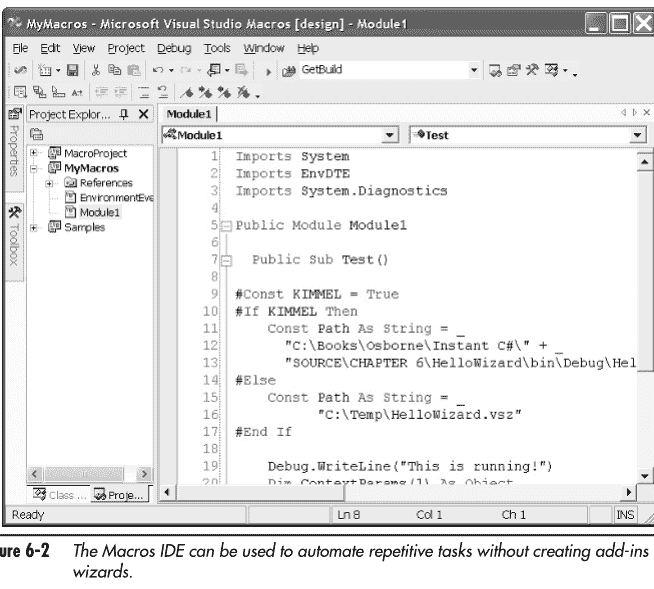 MyMacros - Microsoft Visual Studio Macros [design] - Module1
File Edit View Project Debug Tools Window Help
GetBuild
Project Explor...
Module1
Properties
Toolbox
MacroProject
MyMacros
References
EnvironmentEve
Module1
Samples
Class ... Proje...
Module1 Test
1 Imports System
2 Imports EnvDTE
3 Imports System.Diagnostics
4
5 Public Module Module1
6
7 Public Sub Test()
8
9 #Const KIMMEL = True
10 #If KIMMEL Then
11 Const Path As String = _
12 "C:\Books\Osborne\Instant C#\" + _
13 "SOURCE\CHAPTER 6\HelloWizard\bin\Debug\Hel
14 #Else
15 Const Path As String = _
16 "C:\Temp\HelloWizard.vsz"
17 #End If
18
19 Debug.WriteLine("This is running!")
20 Dim ContextParams(1) As Object
Ready Ln 8 Col 1 Ch 1 INS
ure 6-2 The Macros IDE can be used to automate repetitive tasks without creating add-ins
wizards.